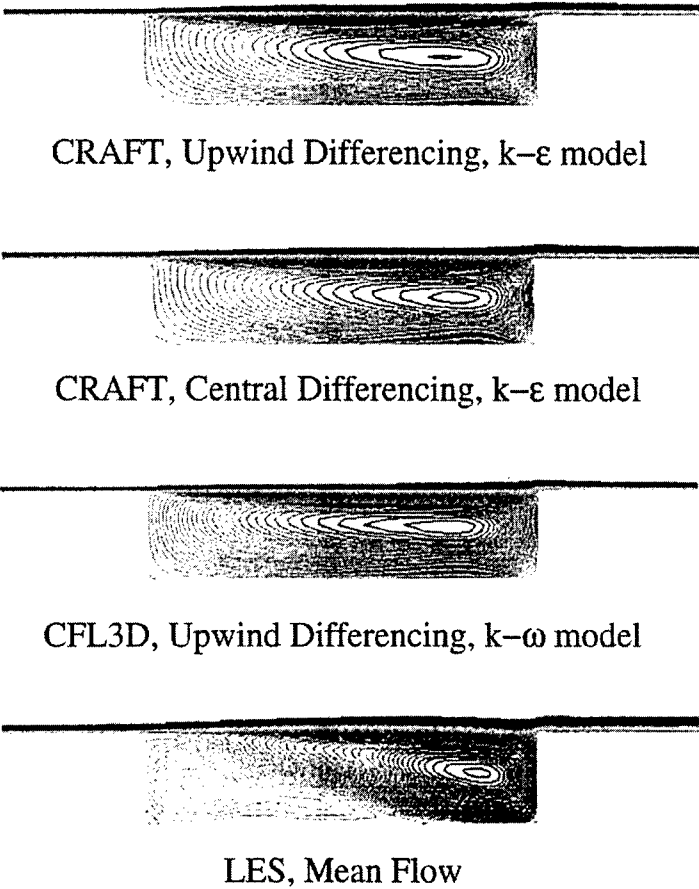 CRAFT, Upwind Differencing, k–ε model
CRAFT, Central Differencing, k–ε model
CFL3D, Upwind Differencing, k–ω model
LES, Mean Flow